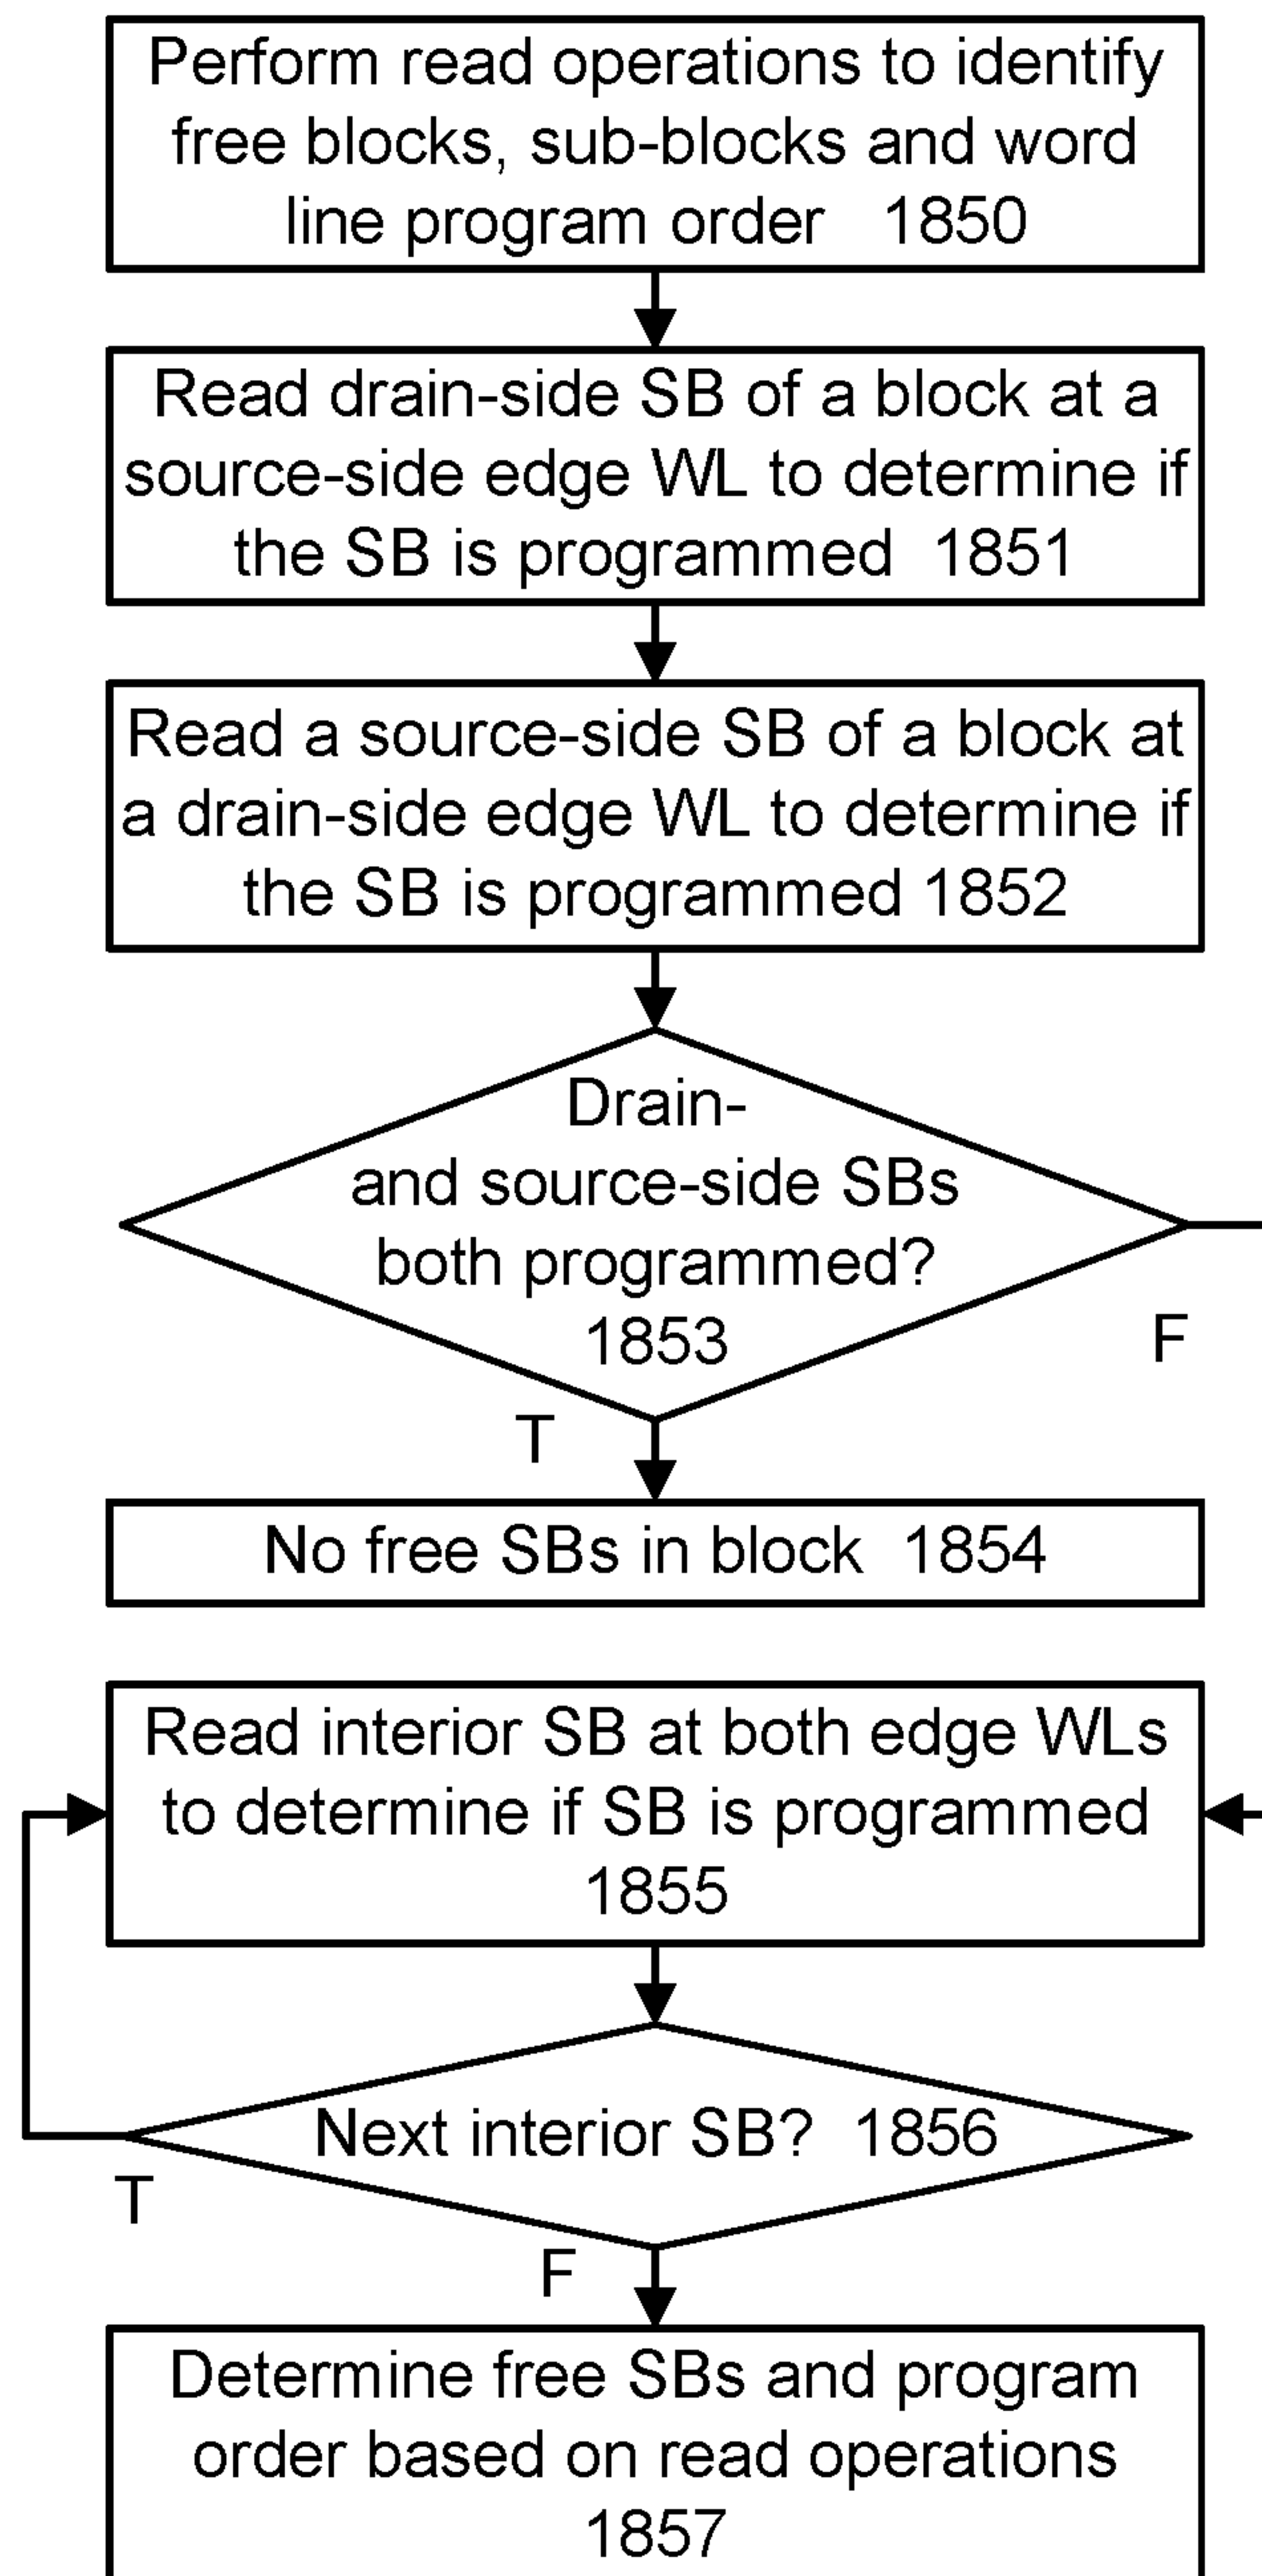 Perform read operations to identify
free blocks, sub-blocks and word
line program order 1850
Read drain-side SB of a block at a
source-side edge WL to determine if
the SB is programmed 1851
Read a source-side SB of a block at
a drain-side edge WL to determine if
the SB is programmed 1852
Drain-
and source-side SBs
both programmed?
1853
F
T
No free SBs in block 1854
Read interior SB at both edge WLs
to determine if SB is programmed
1855
Next interior SB? 1856
T
F
Determine free SBs and program
order based on read operations
1857